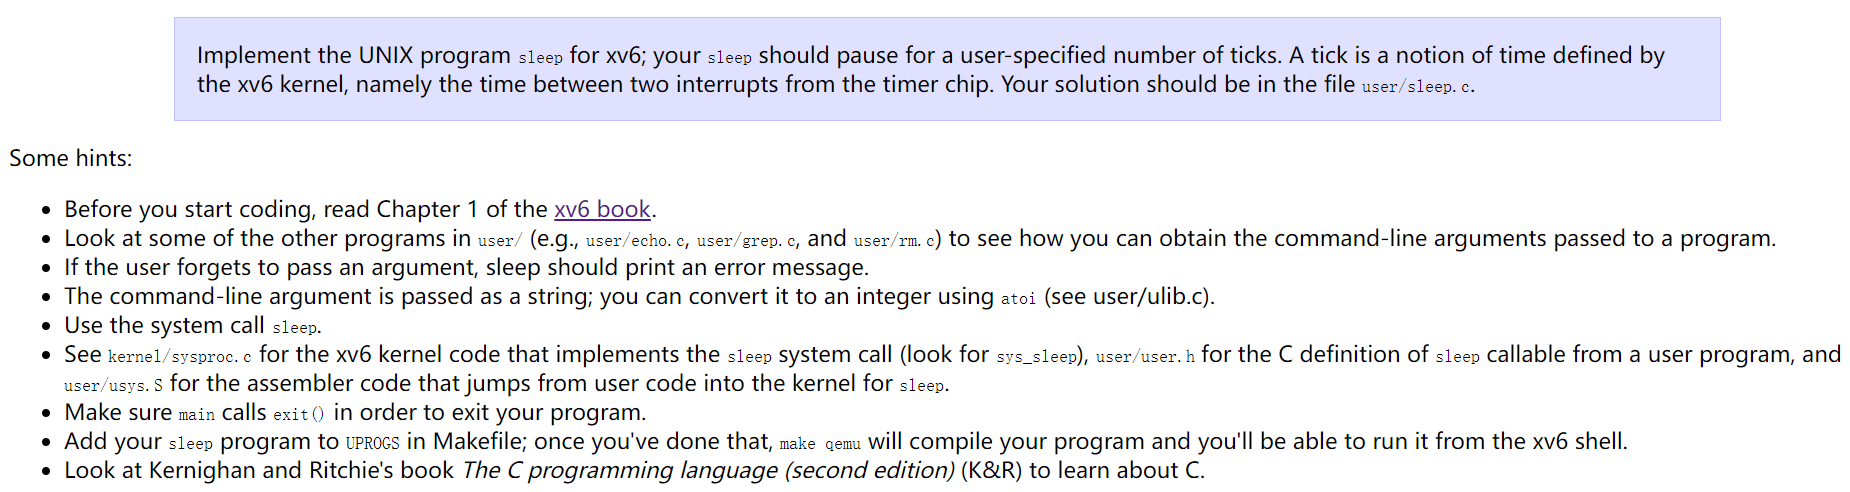 Implement the UNIX program sleep for xv6; your sleep should pause for a user-specified number of ticks. A tick is a notion of time defined by
the xv6 kernel, namely the time between two interrupts from the timer chip. Your solution should be in the file user/sleep.c.
Some hints:
• Before you start coding, read Chapter 1 of the xv6 book.
• Look at some of the other programs in user/ (e.g., user/echo.c, user/grep.c, and user/rm.c) to see how you can obtain the command-line arguments passed to a program.
• If the user forgets to pass an argument, sleep should print an error message.
• The command-line argument is passed as a string; you can convert it to an integer using atoi (see user/ulib.c).
• Use the system call sleep.
• See kernel/sysproc.c for the xv6 kernel code that implements the sleep system call (look for sys_sleep), user/user.h for the C definition of sleep callable from a user program, and
user/usys.S for the assembler code that jumps from user code into the kernel for sleep.
• Make sure main calls exit() in order to exit your program.
• Add your sleep program to UPROGS in Makefile; once you've done that, make qemu will compile your program and you'll be able to run it from the xv6 shell.
• Look at Kernighan and Ritchie's book The C programming language (second edition) (K&R) to learn about C.